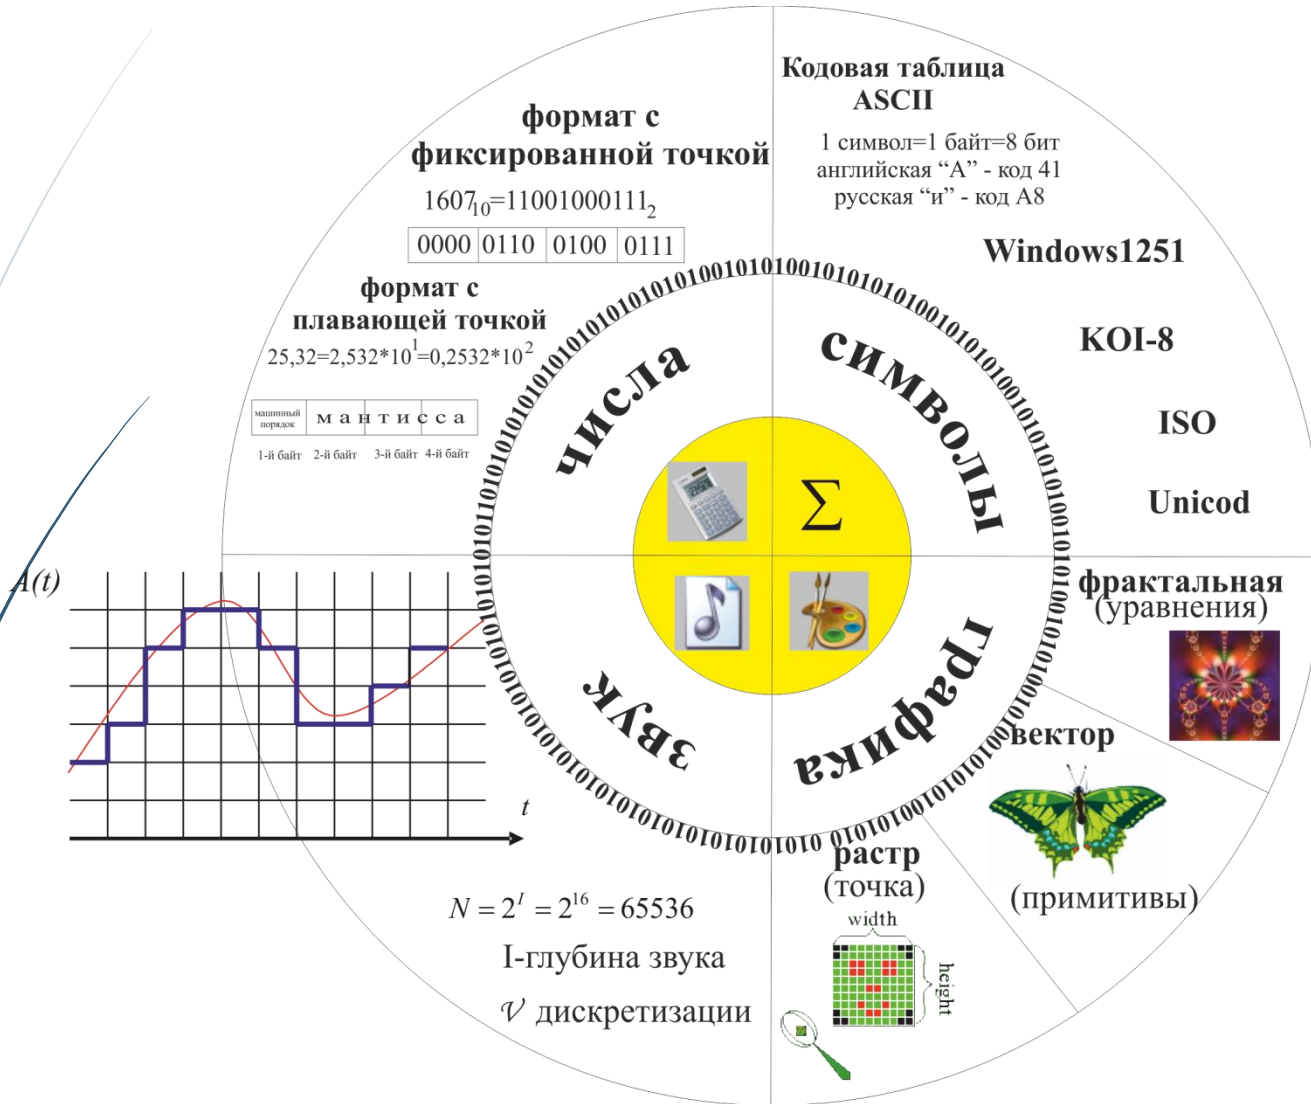 формат с
фиксированной точкой
1607₁₀=11001000111₂
0000 0110 0100 0111
формат с
плавающей точкой
25,32=2,532*10¹=0,2532*10²
машинный
порядок
мантисса
1-й байт 2-й байт 3-й байт 4-й байт
Кодовая таблица
ASCII
1 символ=1 байт=8 бит
английская “А” - код 41
русская “и” - код А8
Windows1251
KOI-8
ISO
Unicod
числа
символы
Σ
звук
графика
A(t)
t
N = 2ᴵ = 2¹⁶ = 65536
I-глубина звука
𝒱 дискретизации
фрактальная
(уравнения)
вектор
(примитивы)
растр
(точка)
width
height